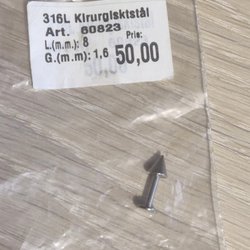 316L Kirurgisktstål
Art. 60823
L.(m.m): 8 Pris:
G.(m.m): 1,6 50,00